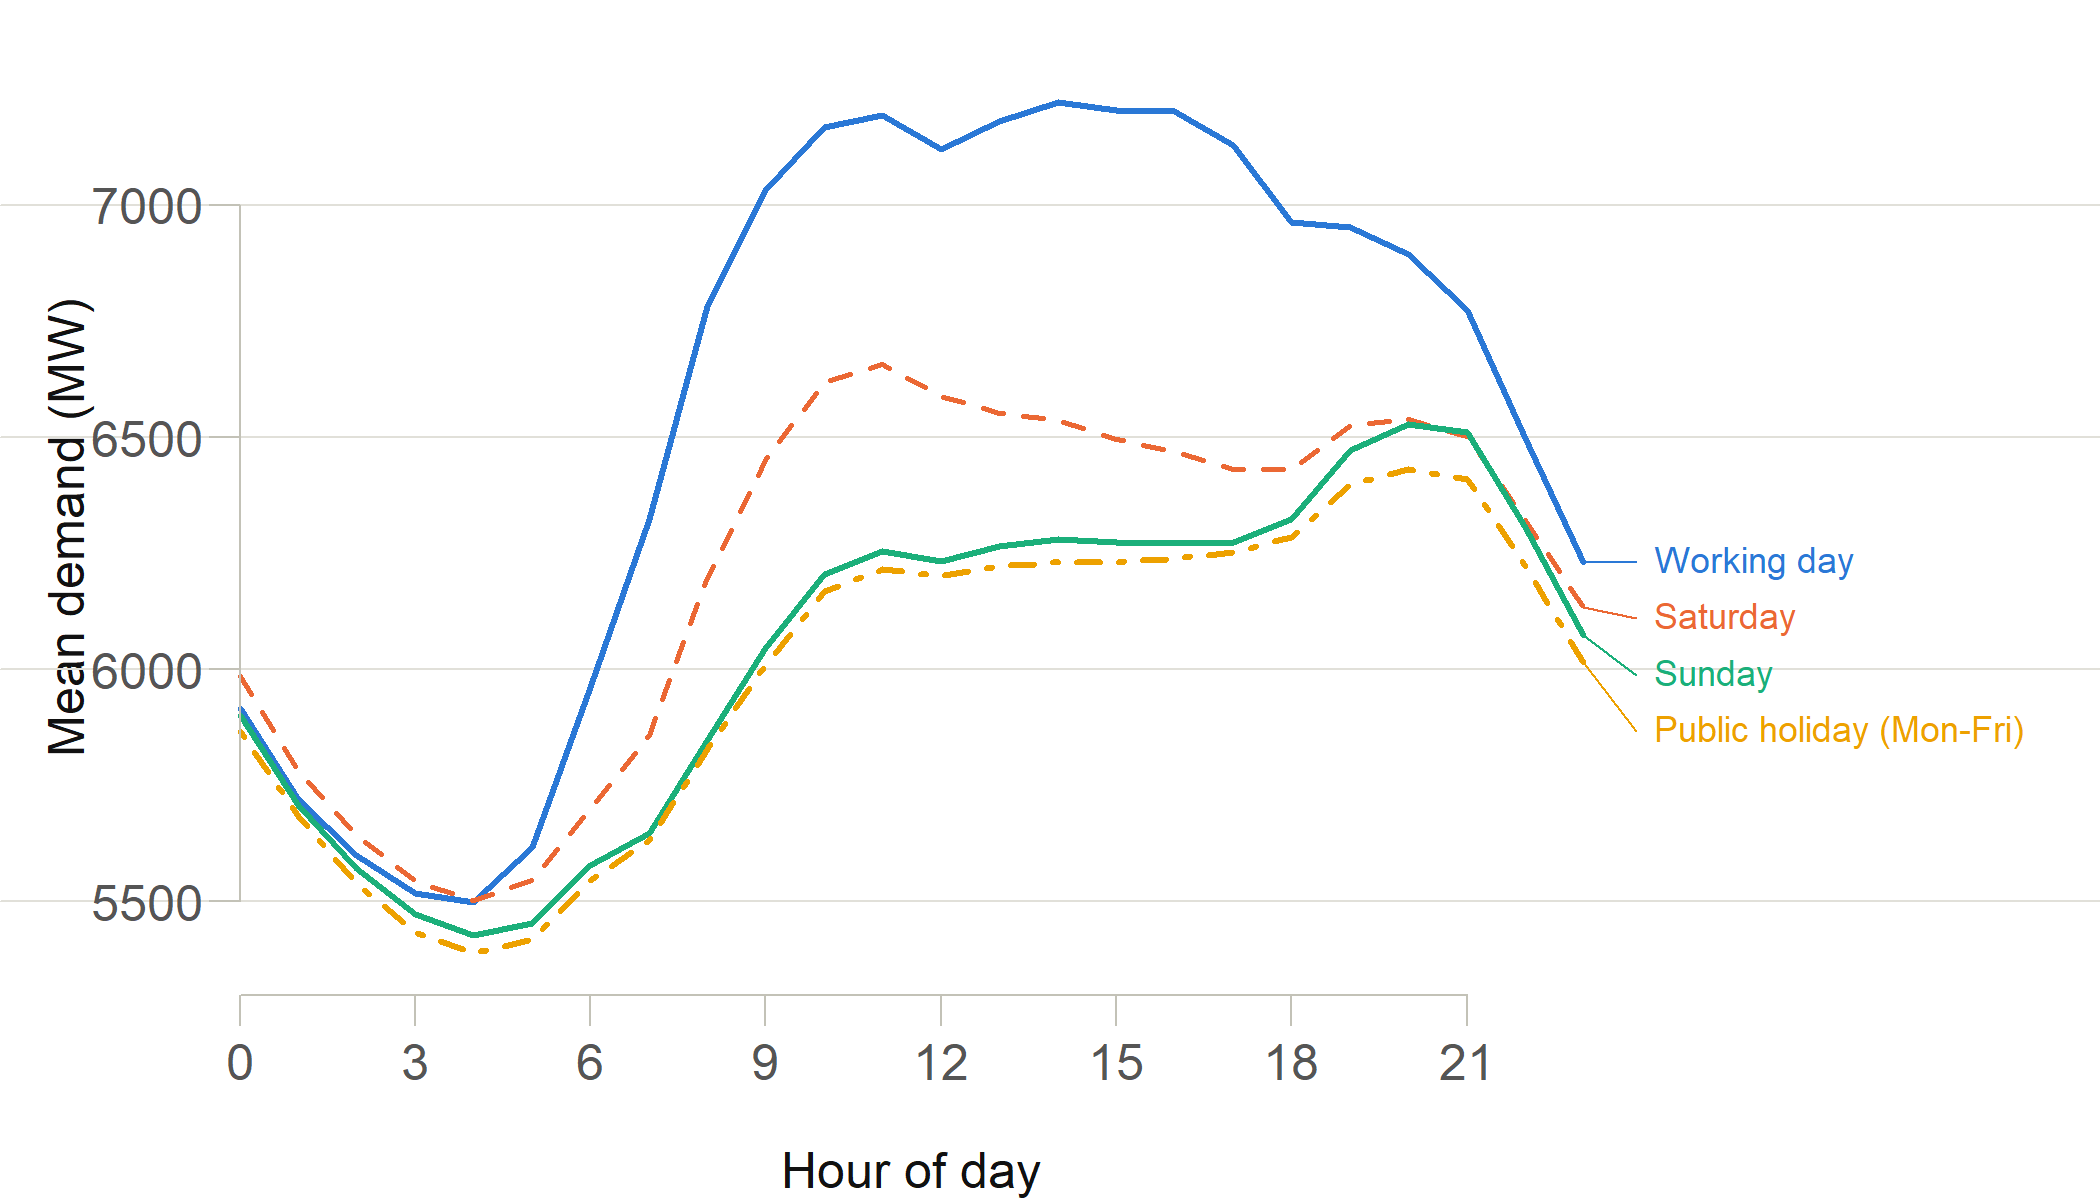 7000
6500
6000
5500
Mean demand (MW)
Working day
Saturday
Sunday
Public holiday (Mon-Fri)
0 3 6 9 12 15 18 21
Hour of day